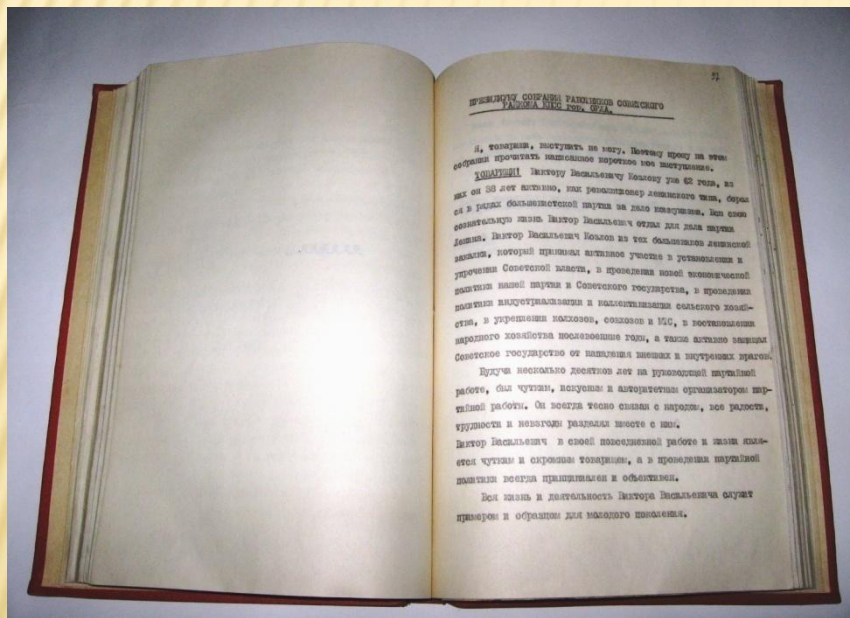 57
ПРЕЗИДИУМУ СОБРАНИЯ РАБОТНИКОВ СОВЕТСКОГО
РАЙКОМА КПСС гор. ОРЛА.
Я, товарищи, выступить не могу. Поэтому прошу на этом
собрании прочитать написанное короткое мое выступление.
ТОВАРИЩИ! Виктору Васильевичу Козлову уже 62 года, из
них он 38 лет активно, как революционер ленинского типа, борол
ся в рядах большевистской партии за дело коммунизма. Всю свою
сознательную жизнь Виктор Васильевич отдал для дела партии
Ленина. Виктор Васильевич Козлов из тех большевиков ленинской
закалки, который принимал активное участие в установлении и
упрочении Советской власти, в проведении новой экономической
политики нашей партии и Советского государства, в проведении
политики индустриализации и коллективизации сельского хозяй-
ства, в укреплении колхозов, совхозов и МТС, в востановлении
народного хозяйства послевоенные годы, а также активно защищал
Советское государство от нападения внешних и внутренних врагов.
Будучи несколько десятков лет на руководящей партийной
работе, был чутким, искусным и авторитетным организатором пар-
тийной работы. Он всегда тесно связан с народом, все радости,
трудности и невзгоды разделял вместе с ним.
Виктор Васильевич в своей повседневной работе и жизни явля-
ется чутким и скромным товарищем, а в проведении партийной
политики всегда принципиален и объективен.
Вся жизнь и деятельность Виктора Васильевича служит
примером и образцом для молодого поколения.